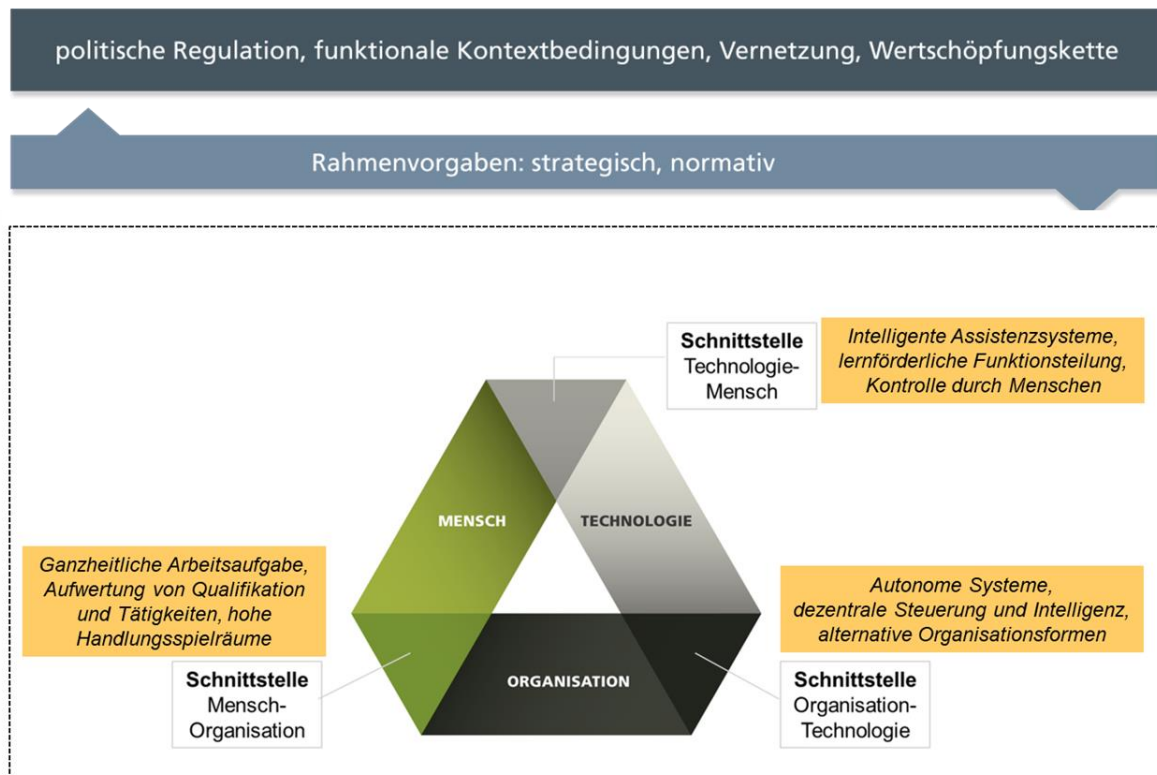 politische Regulation, funktionale Kontextbedingungen, Vernetzung, Wertschöpfungskette
Rahmenvorgaben: strategisch, normativ
Schnittstelle
Technologie-
Mensch
Intelligente Assistenzsysteme,
lernförderliche Funktionsteilung,
Kontrolle durch Menschen
MENSCH
TECHNOLOGIE
Ganzheitliche Arbeitsaufgabe,
Aufwertung von Qualifikation
und Tätigkeiten, hohe
Handlungsspielräume
Autonome Systeme,
dezentrale Steuerung und Intelligenz,
alternative Organisationsformen
Schnittstelle
Mensch-
Organisation
ORGANISATION
Schnittstelle
Organisation-
Technologie